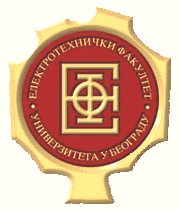 ЕЛЕКТРОТЕХНИЧКИ ФАКУЛТЕТ
УНИВЕРЗИТЕТА У БЕОГРАДУ